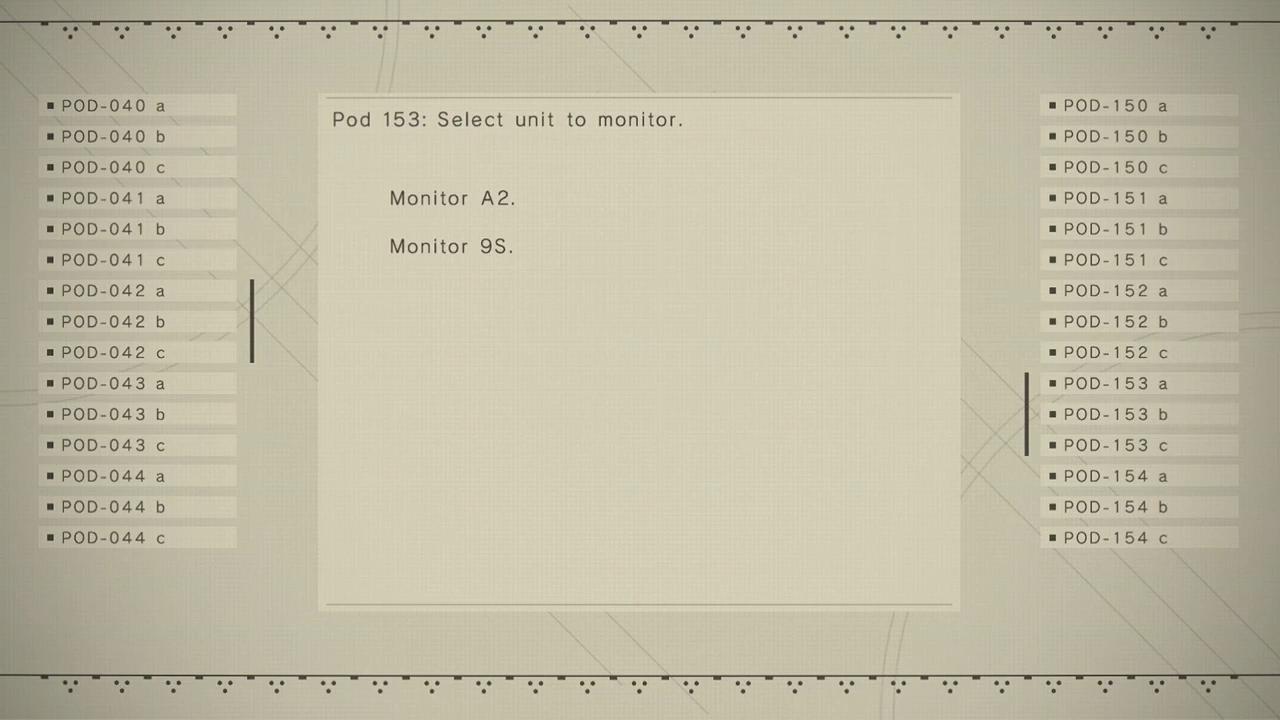 POD-040 a
POD-040 b
POD-040 c
POD-041 a
POD-041 b
POD-041 c
POD-042 a
POD-042 b
POD-042 c
POD-043 a
POD-043 b
POD-043 c
POD-044 a
POD-044 b
POD-044 c
Pod 153: Select unit to monitor.
Monitor A2.
Monitor 9S.
POD-150 a
POD-150 b
POD-150 c
POD-151 a
POD-151 b
POD-151 c
POD-152 a
POD-152 b
POD-152 c
POD-153 a
POD-153 b
POD-153 c
POD-154 a
POD-154 b
POD-154 c